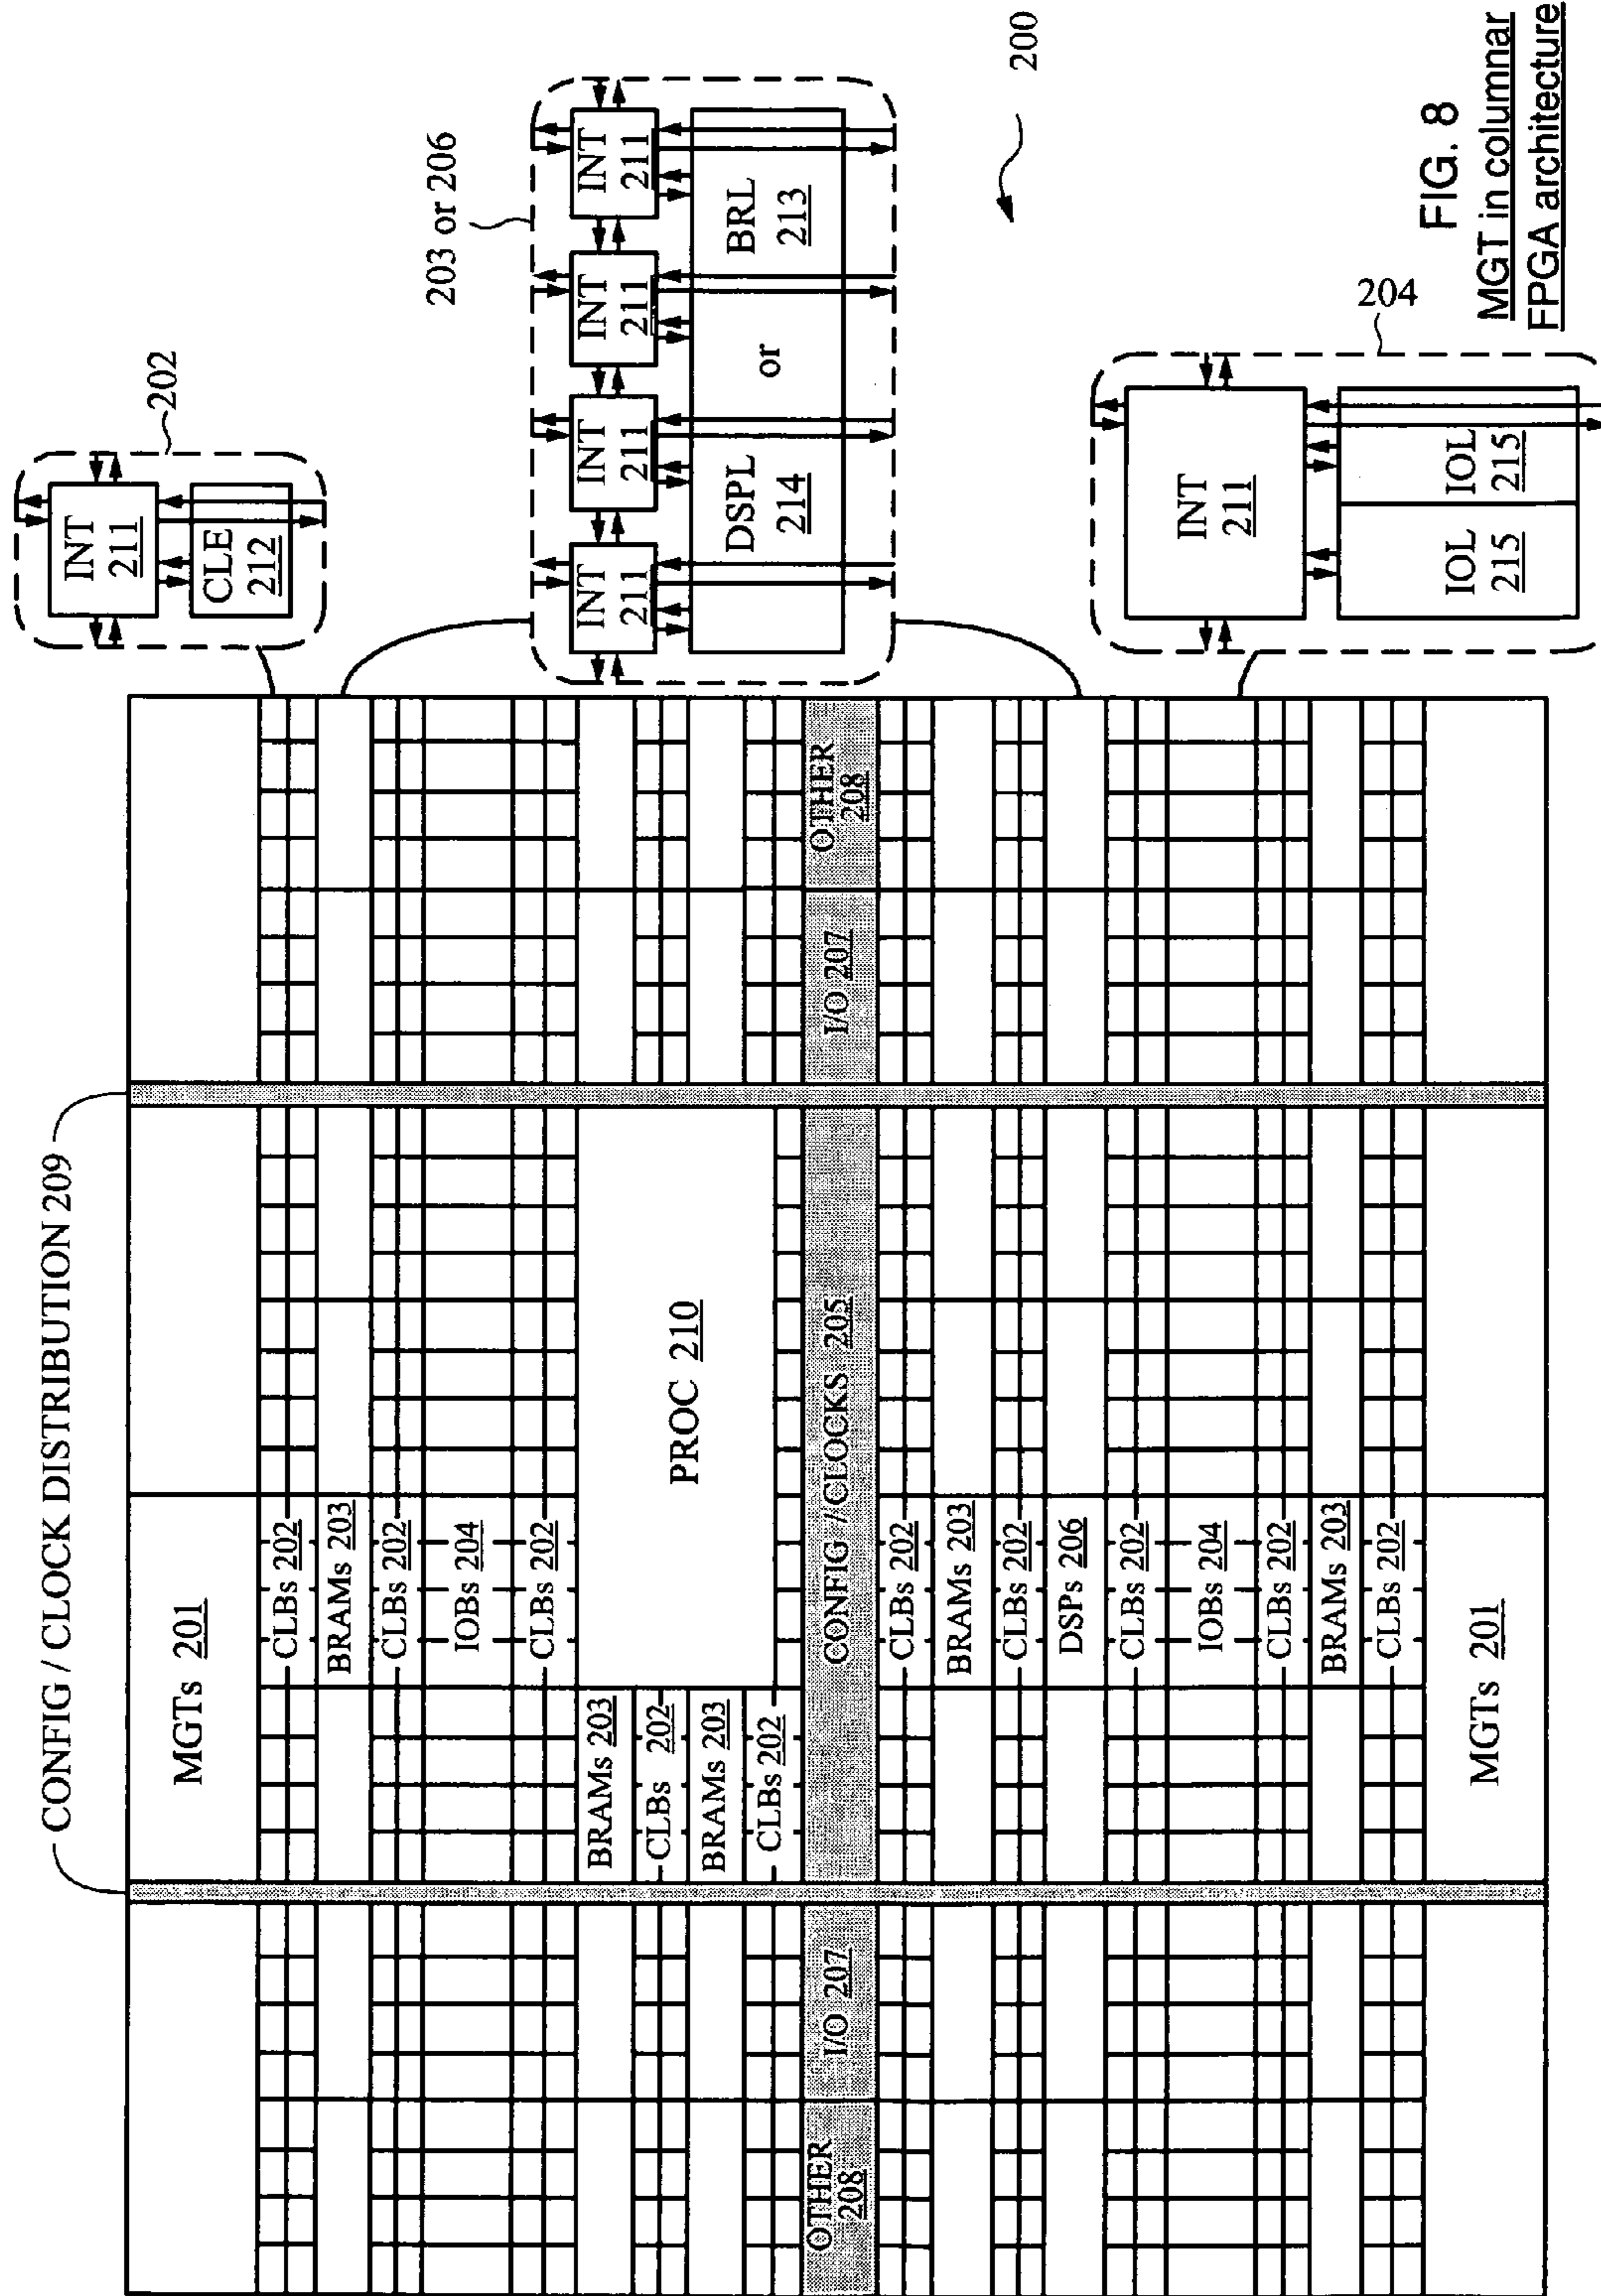 CONFIG / CLOCK DISTRIBUTION 209
MGTs 201
CLBs 202
BRAMs 203
CLBs 202
IOBs 204
CLBs 202
PROC 210
BRAMs 203
CLBs 202
BRAMs 203
CLBs 202
OTHER
208
I/O 207
CONFIG / CLOCKS 205
I/O 207
OTHER
208
CLBs 202
BRAMs 203
CLBs 202
DSPs 206
CLBs 202
IOBs 204
CLBs 202
BRAMs 203
CLBs 202
MGTs 201
202
INT
211
CLE
212
203 or 206
INT
211
INT
211
INT
211
INT
211
DSPL
214
or
BRL
213
200
204
INT
211
IOL
215
IOL
215
FIG. 8
MGT in columnar
FPGA architecture